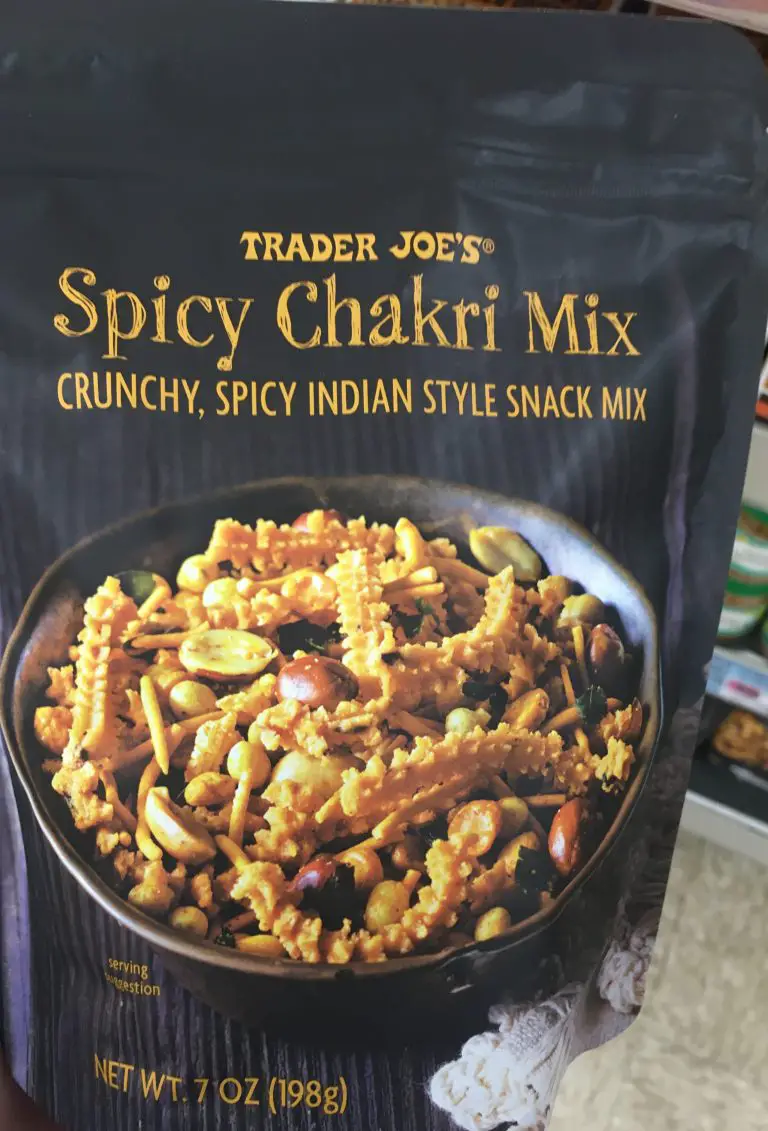 TRADER JOE'S®
Spicy Chakri Mix
CRUNCHY, SPICY INDIAN STYLE SNACK MIX
serving
suggestion
NET WT. 7 OZ (198g)